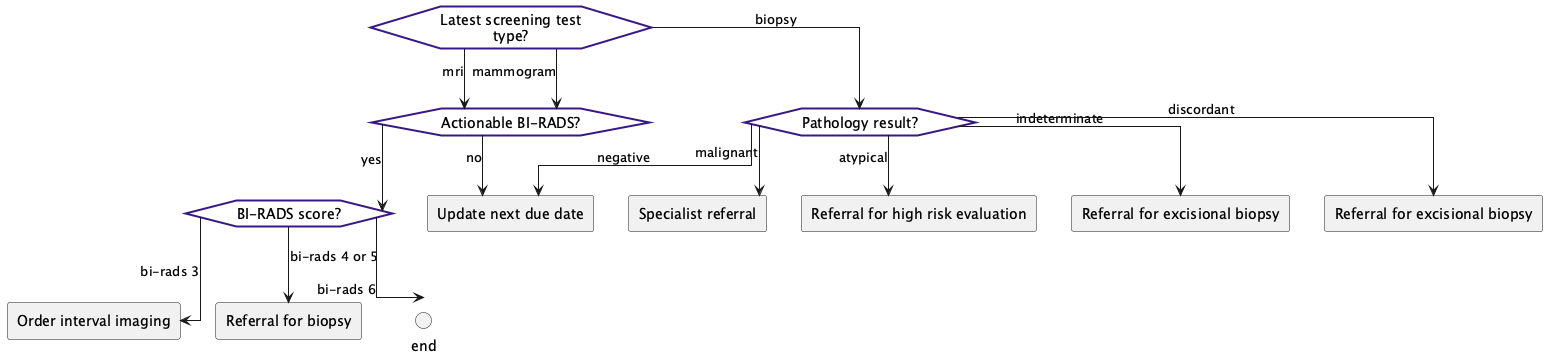 Latest screening test
type?
biopsy
mri
mammogram
Actionable BI-RADS?
Pathology result?
discordant
indeterminate
yes
no
negative
malignant
atypical
BI-RADS score?
Update next due date
Specialist referral
Referral for high risk evaluation
Referral for excisional biopsy
Referral for excisional biopsy
bi-rads 3
bi-rads 4 or 5
bi-rads 6
Order interval imaging
Referral for biopsy
end